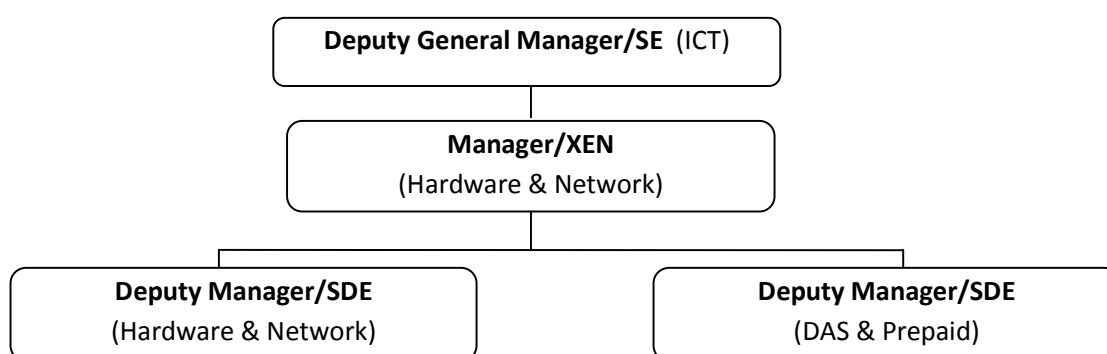 Deputy General Manager/SE (ICT)
Manager/XEN
(Hardware & Network)
Deputy Manager/SDE
(Hardware & Network)
Deputy Manager/SDE
(DAS & Prepaid)